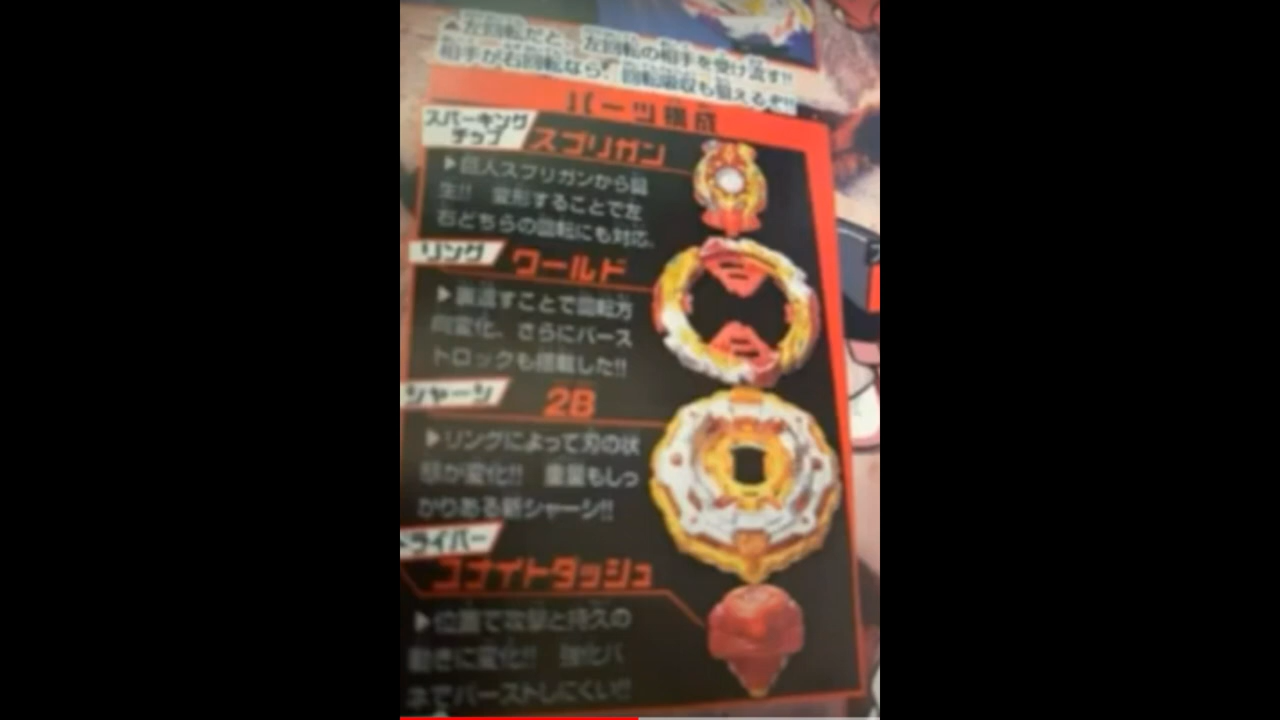 ▲左回転だと、左回転の相手を受け流す!!
相手が右回転なら、回転吸収も狙えるぞ!!
パーツ構成
スパーキング
チップ
スプリガン
▶巨人スプリガンから誕
生!! 変形することで左
右どちらの回転にも対応。
リング
ワールド
▶裏返すことで回転方
向変化、さらにバース
トロックも搭載した!!
シャーシ
2B
▶リングによって刃の状
態が変化!! 重量もしっ
かりある新シャーシ!!
ドライバー
ユナイトダッシュ
▶位置で攻撃と持久の
動きに変化!! 強化バ
ネでバーストしにくい!!